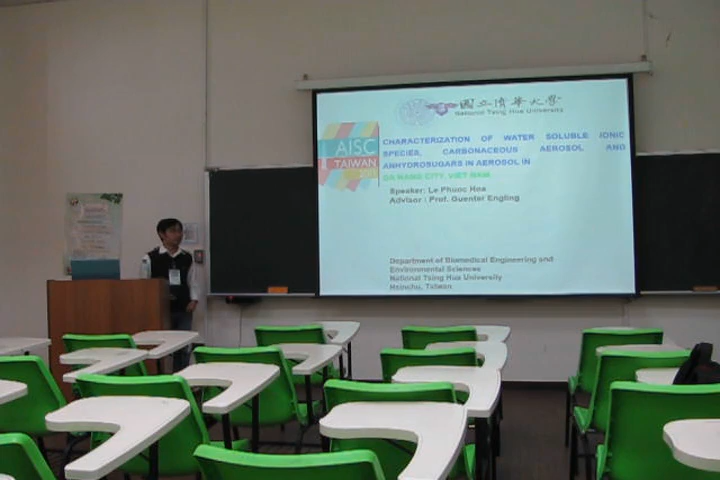 國立清華大學
National Tsing Hua University
AISC
TAIWAN
CHARACTERIZATION OF WATER SOLUBLE IONIC
SPECIES, CARBONACEOUS AEROSOL AND
ANHYDROSUGARS IN AEROSOL IN
DA NANG CITY, VIET NAM
Speaker: Le Phuoc Hoa
Advisor : Prof. Guenter Engling
Department of Biomedical Engineering and
Environmental Sciences
National Tsing Hua University
Hsinchu, Taiwan